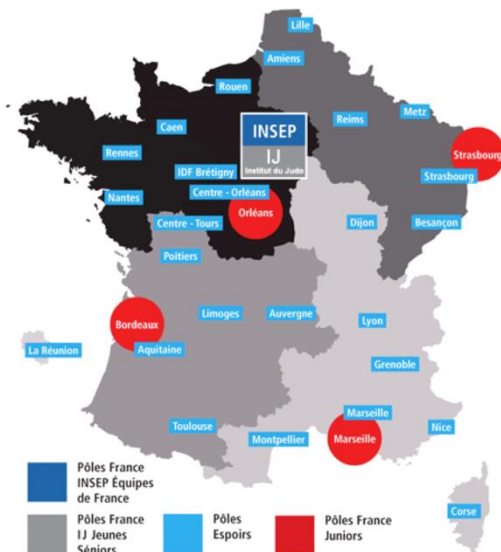 Lille
Amiens
Rouen
Caen
Reims
Metz
INSEP
IJ
Institut du Judo
Strasbourg
Rennes
IDF Brétigny
Strasbourg
Centre - Orléans
Nantes
Orléans
Centre - Tours
Dijon
Besançon
Poitiers
Limoges
Auvergne
Lyon
Bordeaux
La Réunion
Aquitaine
Grenoble
Marseille
Toulouse
Nice
Montpellier
Marseille
Corse
Pôles France
INSEP Équipes
de France
Pôles France
IJ Jeunes
Séniors
Pôles
Espoirs
Pôles France
Juniors